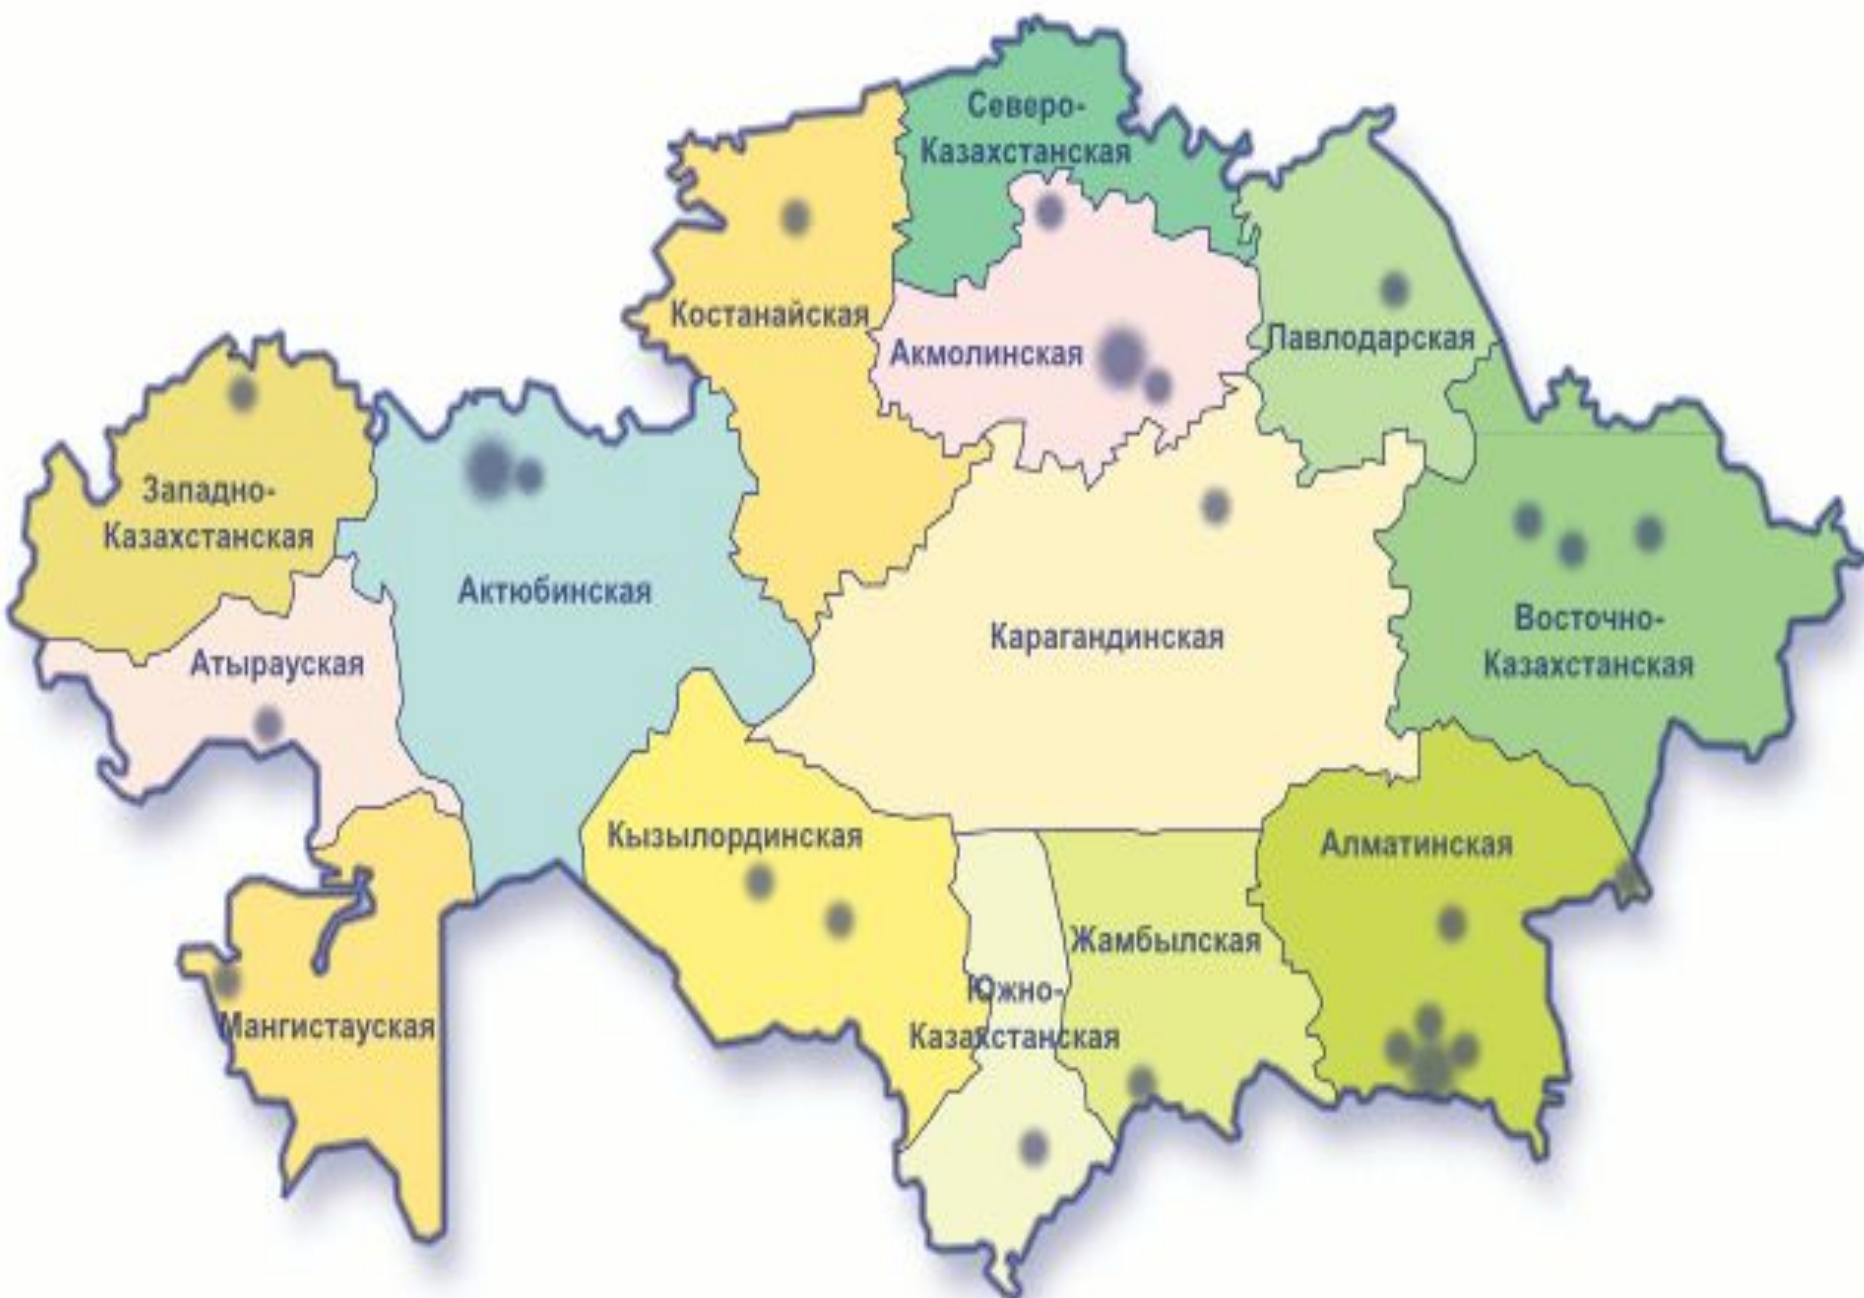 Северо-
Казахстанская
Костанайская
Акмолинская
Павлодарская
Западно-
Казахстанская
Актюбинская
Карагандинская
Восточно-
Казахстанская
Атырауская
Кызылординская
Алматинская
Жамбылская
Южно-
Казахстанская
Мангистауская